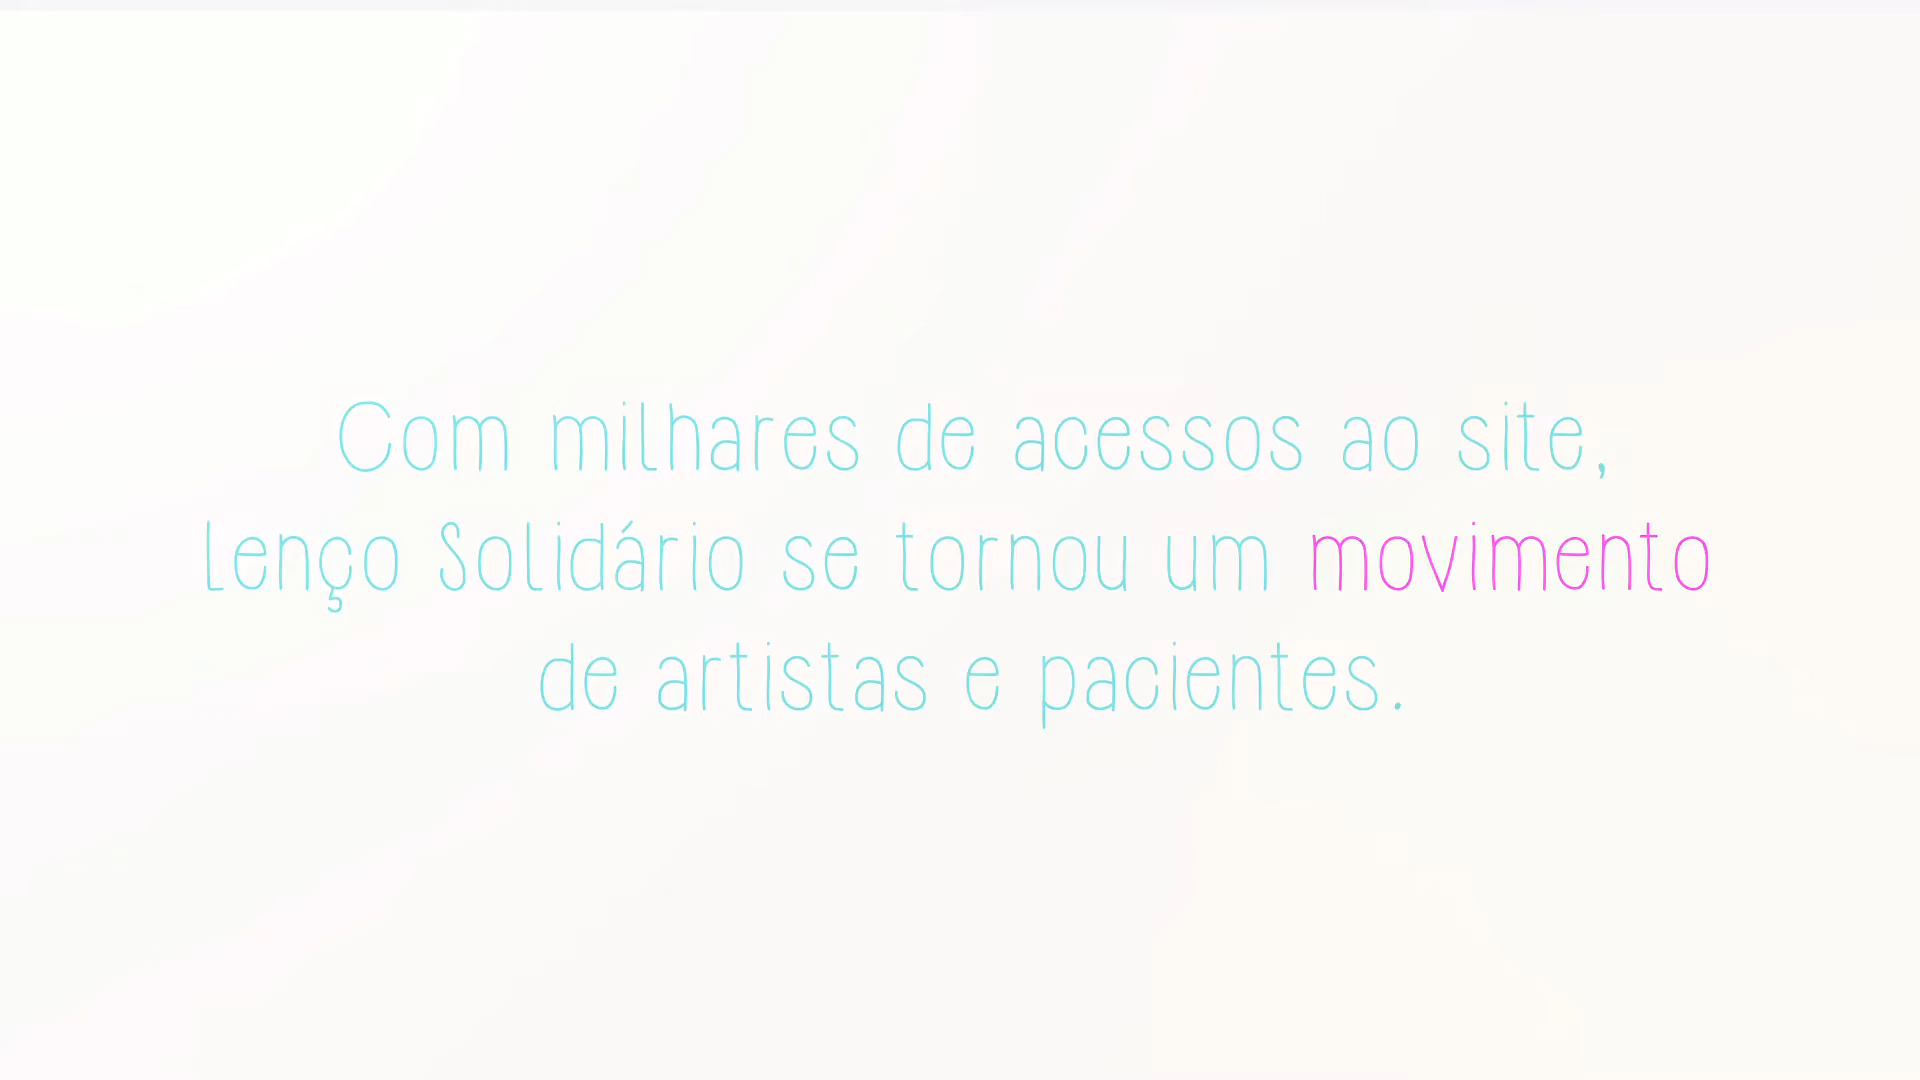 Com milhares de acessos ao site,
Lenço Solidário se tornou um movimento
de artistas e pacientes.